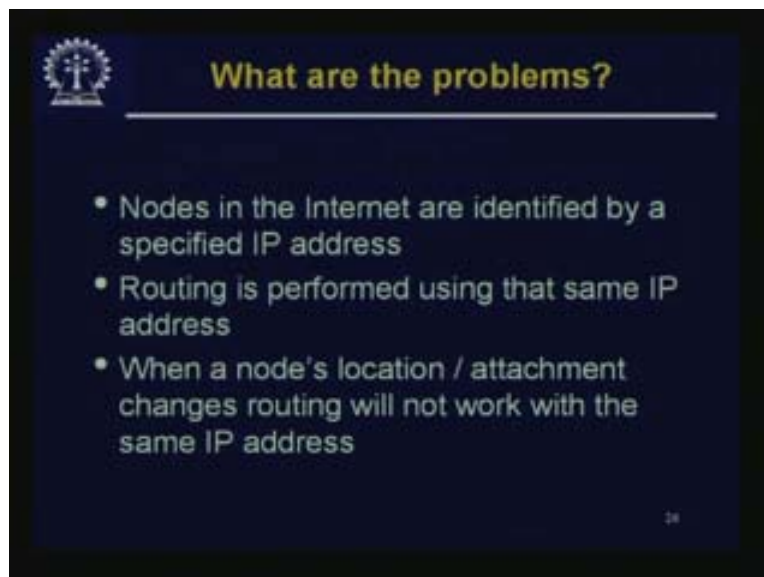 What are the problems?
• Nodes in the Internet are identified by a
specified IP address
• Routing is performed using that same IP
address
• When a node's location / attachment
changes routing will not work with the
same IP address